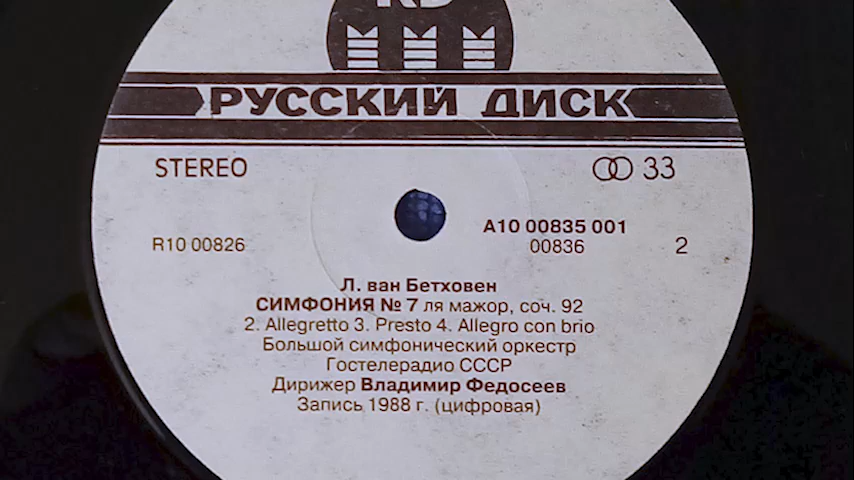 РУССКИЙ ДИСК
STEREO 33
R10 00826
А10 00835 001
00836 2
Л. ван Бетховен
СИМФОНИЯ № 7 ля мажор, соч. 92
2. Allegretto 3. Presto 4. Allegro con brio
Большой симфонический оркестр
Гостелерадио СССР
Дирижер Владимир Федосеев
Запись 1988 г. (цифровая)